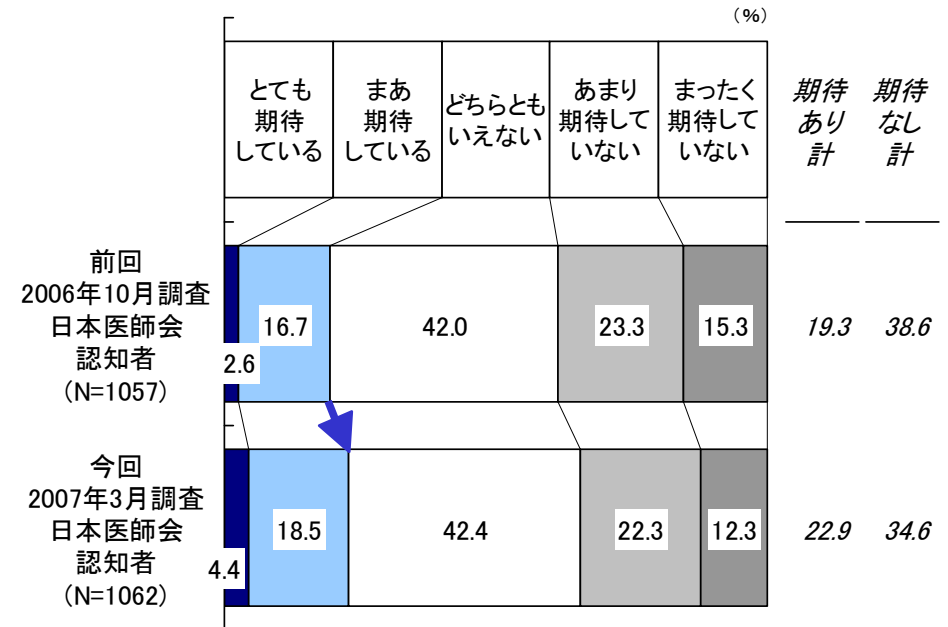 (%)
とても
期待
している
まあ
期待
している
どちらとも
いえない
あまり
期待して
いない
まったく
期待して
いない
期待
あり
計
期待
なし
計
前回
2006年10月調査
日本医師会
認知者
(N=1057)
2.6
16.7
42.0
23.3
15.3
19.3
38.6
今回
2007年3月調査
日本医師会
認知者
(N=1062)
4.4
18.5
42.4
22.3
12.3
22.9
34.6